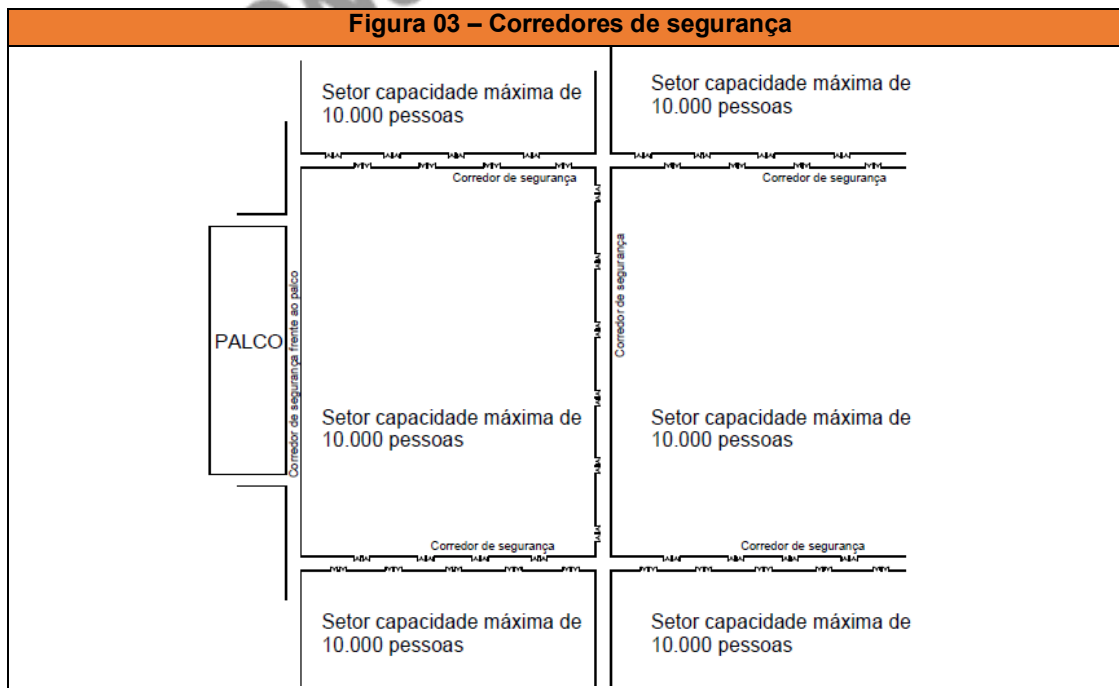 Figura 03 – Corredores de segurança
Setor capacidade máxima de
10.000 pessoas
Setor capacidade máxima de
10.000 pessoas
Corredor de segurança
Corredor de segurança
PALCO
Corredor de segurança frente ao palco
Corredor de segurança
Setor capacidade máxima de
10.000 pessoas
Setor capacidade máxima de
10.000 pessoas
Corredor de segurança
Corredor de segurança
Setor capacidade máxima de
10.000 pessoas
Setor capacidade máxima de
10.000 pessoas